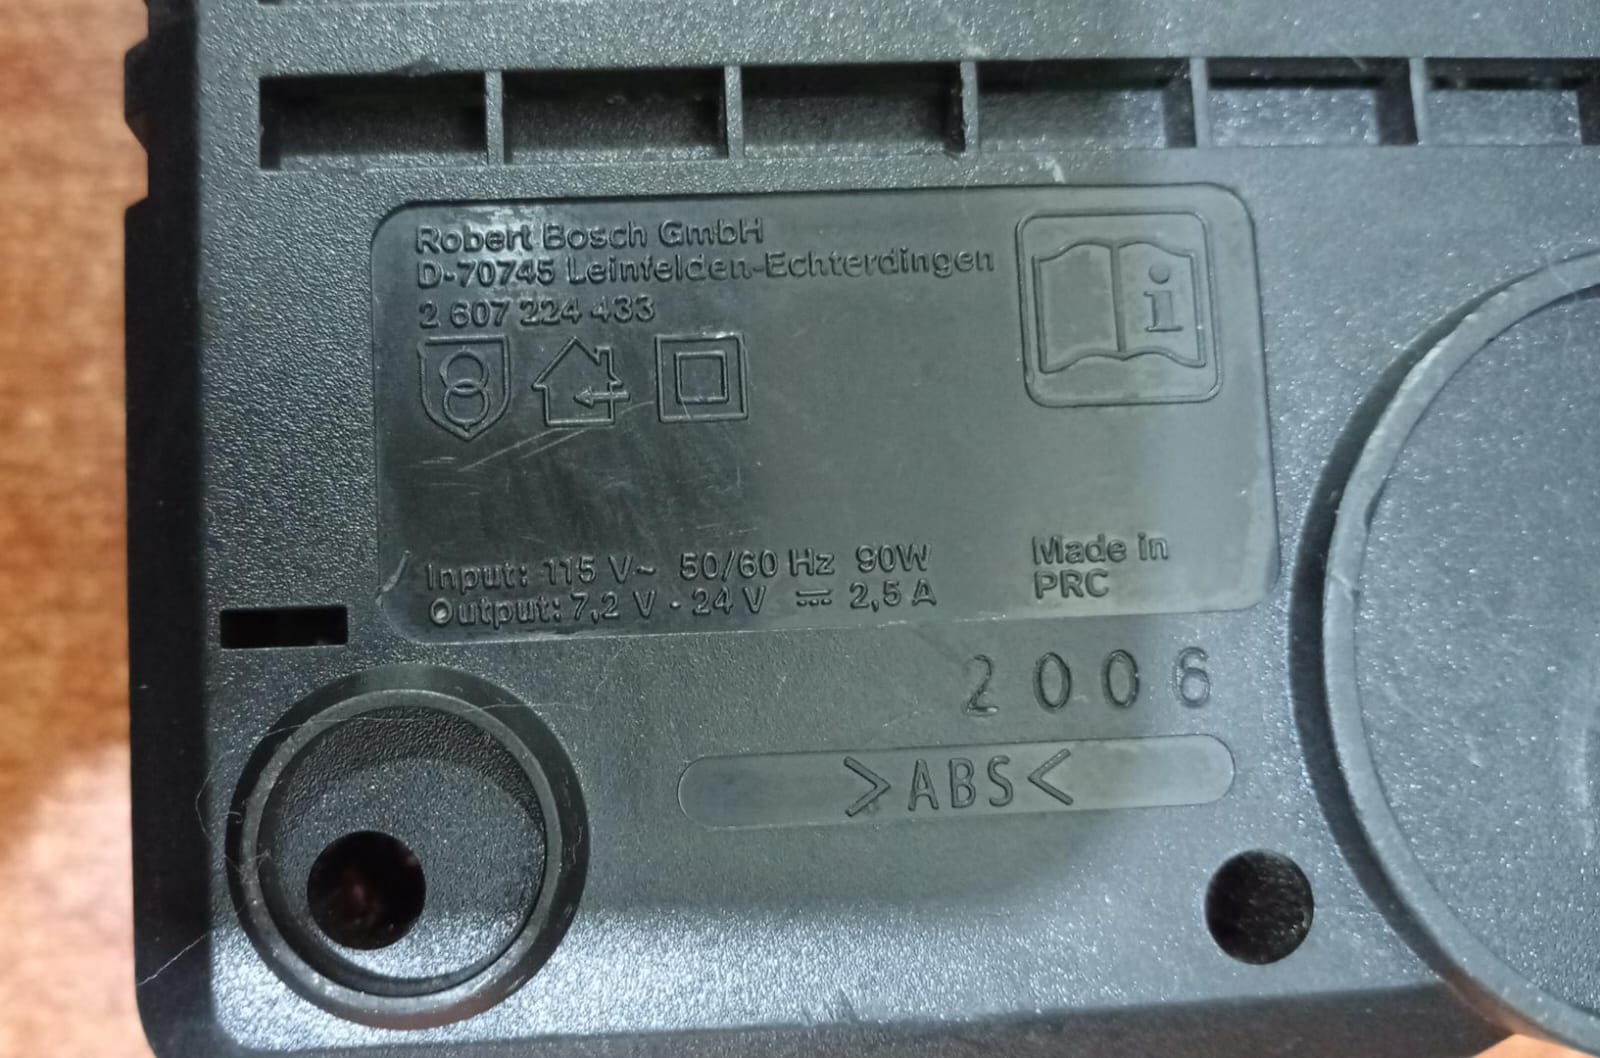 Robert Bosch GmbH
D-70745 Leinfelden-Echterdingen
2 607 224 433
i
Input: 115 V~ 50/60 Hz 90W
Output: 7,2 V - 24 V ⎓ 2,5 A
Made in
PRC
2006
>ABS<